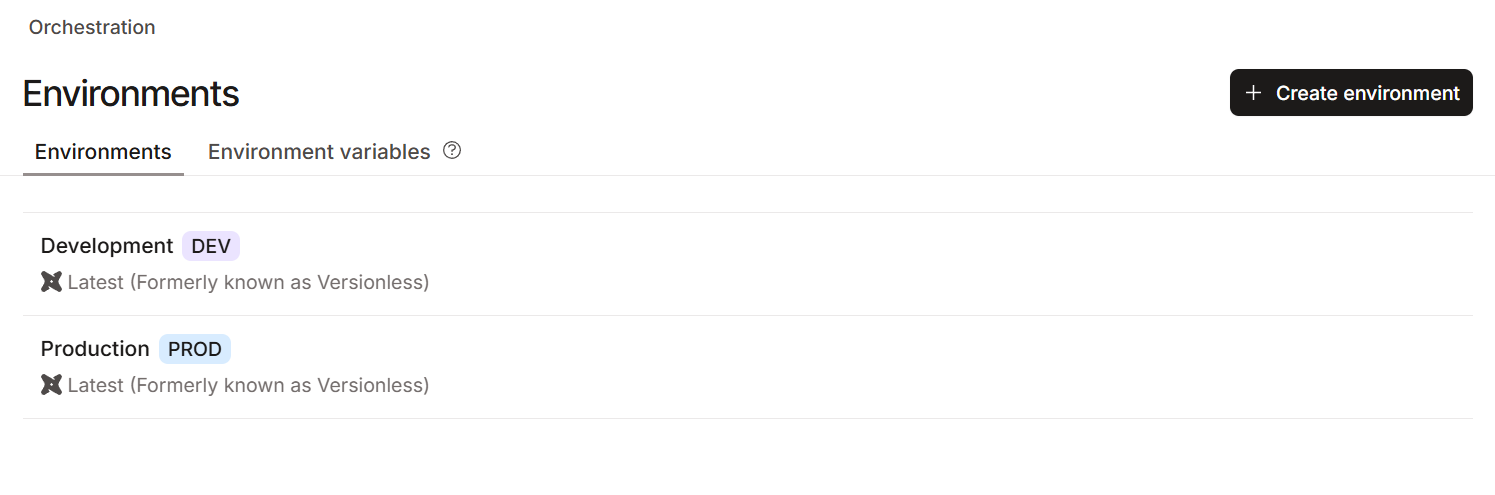 Orchestration
Environments
+ Create environment
Environments
Environment variables ?
Development DEV
Latest (Formerly known as Versionless)
Production PROD
Latest (Formerly known as Versionless)